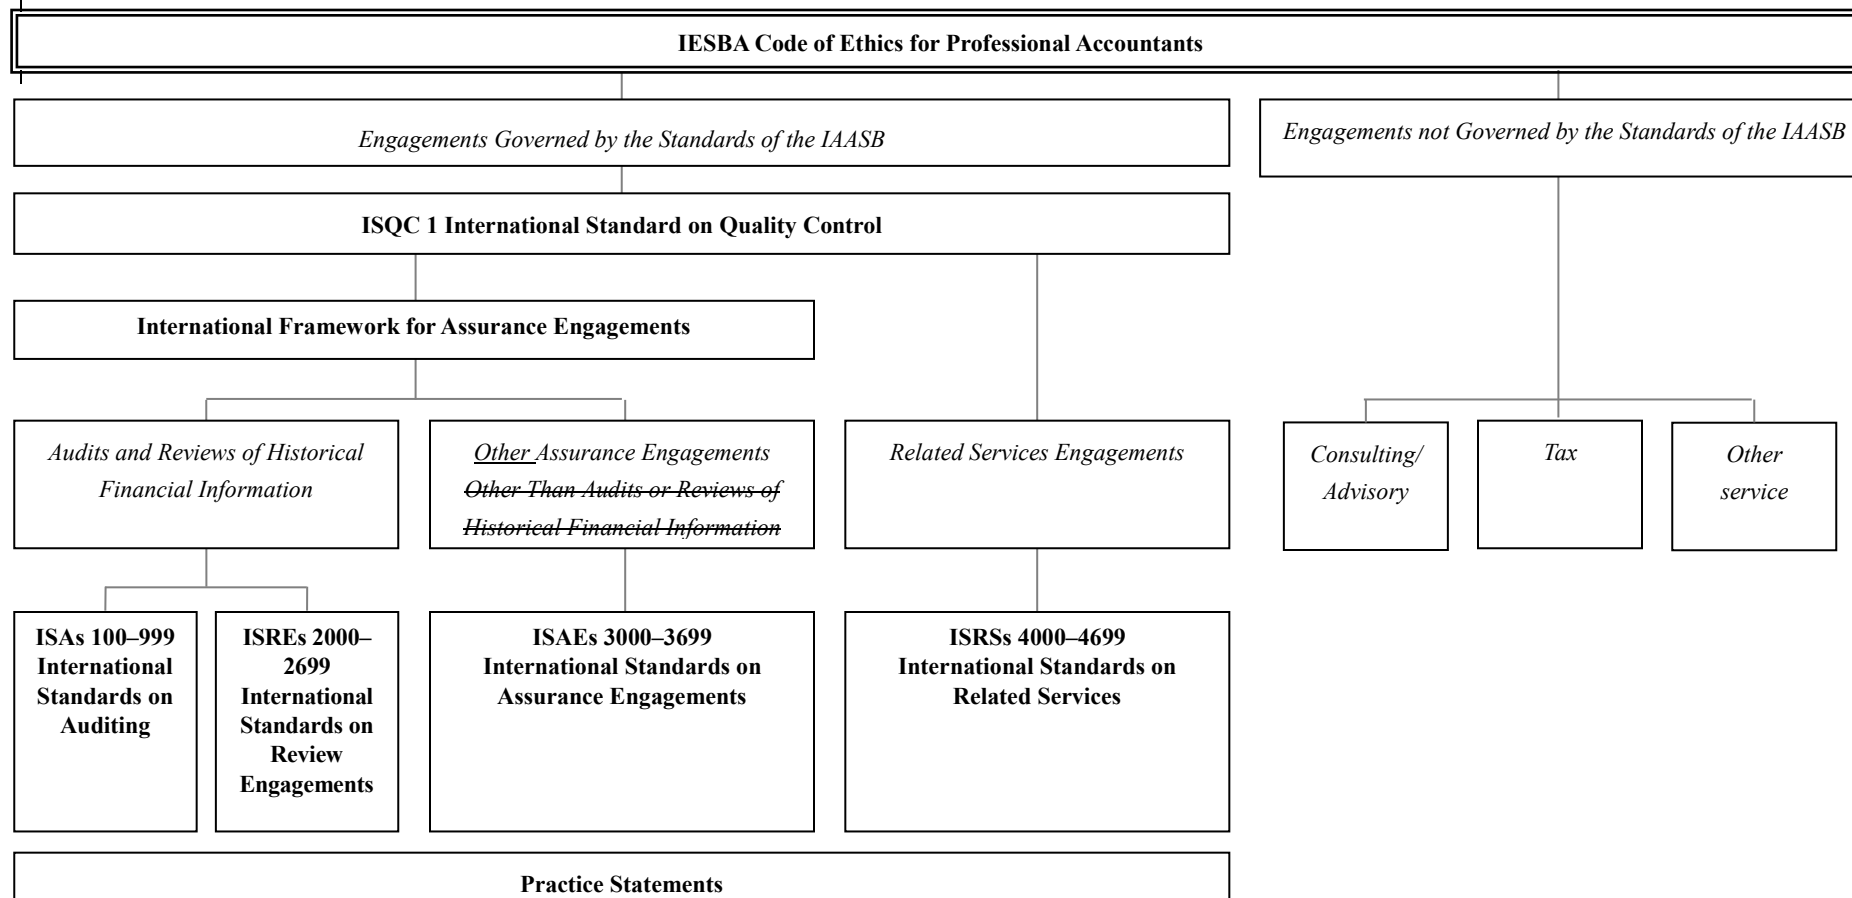 IESBA Code of Ethics for Professional Accountants
Engagements Governed by the Standards of the IAASB
Engagements not Governed by the Standards of the IAASB
ISQC 1 International Standard on Quality Control
International Framework for Assurance Engagements
Audits and Reviews of Historical
Financial Information
Other Assurance Engagements
Other Than Audits or Reviews of
Historical Financial Information
Related Services Engagements
Consulting/
Advisory
Tax
Other
service
ISAs 100–999
International
Standards on
Auditing
ISREs 2000–
2699
International
Standards on
Review
Engagements
ISAEs 3000–3699
International Standards on
Assurance Engagements
ISRSs 4000–4699
International Standards on
Related Services
Practice Statements